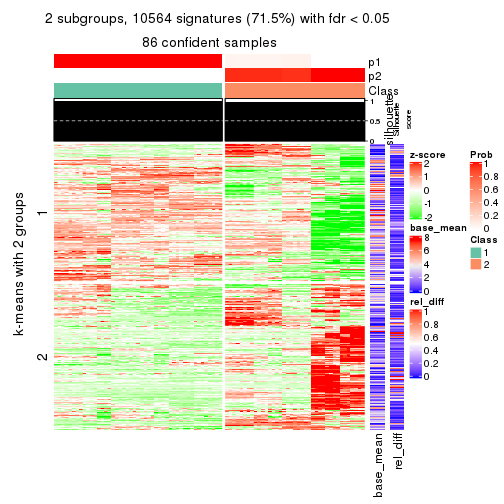 2 subgroups, 10564 signatures (71.5%) with fdr < 0.05
86 confident samples
p1
p2
Class
silhouette
Silhouette
score
1
0.5
0
k-means with 2 groups
1
2
z-score
2
1
0
-1
-2
base_mean
8
6
4
2
0
rel_diff
1
0.8
0.6
0.4
0.2
0
Prob
1
0.8
0.6
0.4
0.2
0
Class
1
2
base_mean
rel_diff